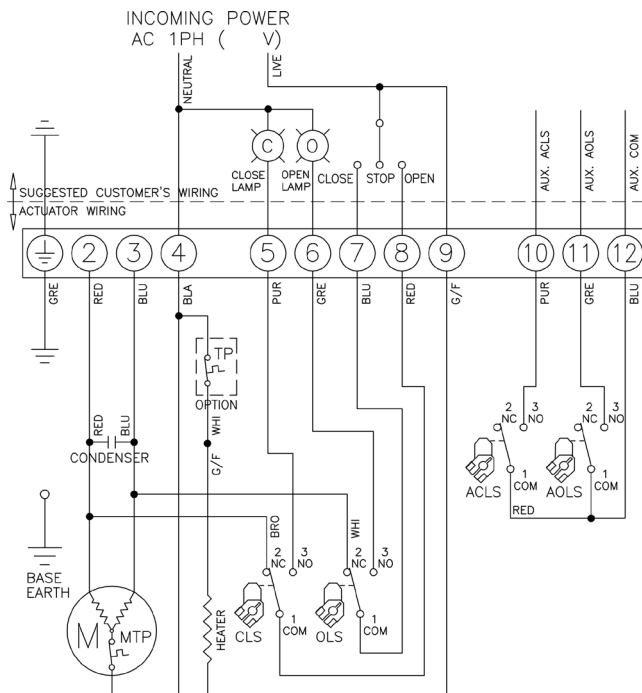 INCOMING POWER
AC 1PH ( V)
NEUTRAL
LIVE
C
O
CLOSE LAMP
OPEN LAMP
CLOSE
STOP
OPEN
AUX. ACLS
AUX. AOLS
AUX. COM
SUGGESTED CUSTOMER'S WIRING
ACTUATOR WIRING
2
3
4
5
6
7
8
9
10
11
12
GRE
RED
BLU
BLA
PUR
GRE
BLU
RED
G/F
PUR
GRE
BLU
TP
OPTION
RED
BLU
CONDENSER
WHI
G/F
2
NC
3
NO
2
NC
3
NO
1
COM
1
COM
ACLS
AOLS
RED
BASE
EARTH
BRO
WHI
2
NC
3
NO
2
NC
3
NO
1
COM
1
COM
CLS
OLS
HEATER
M
MTP